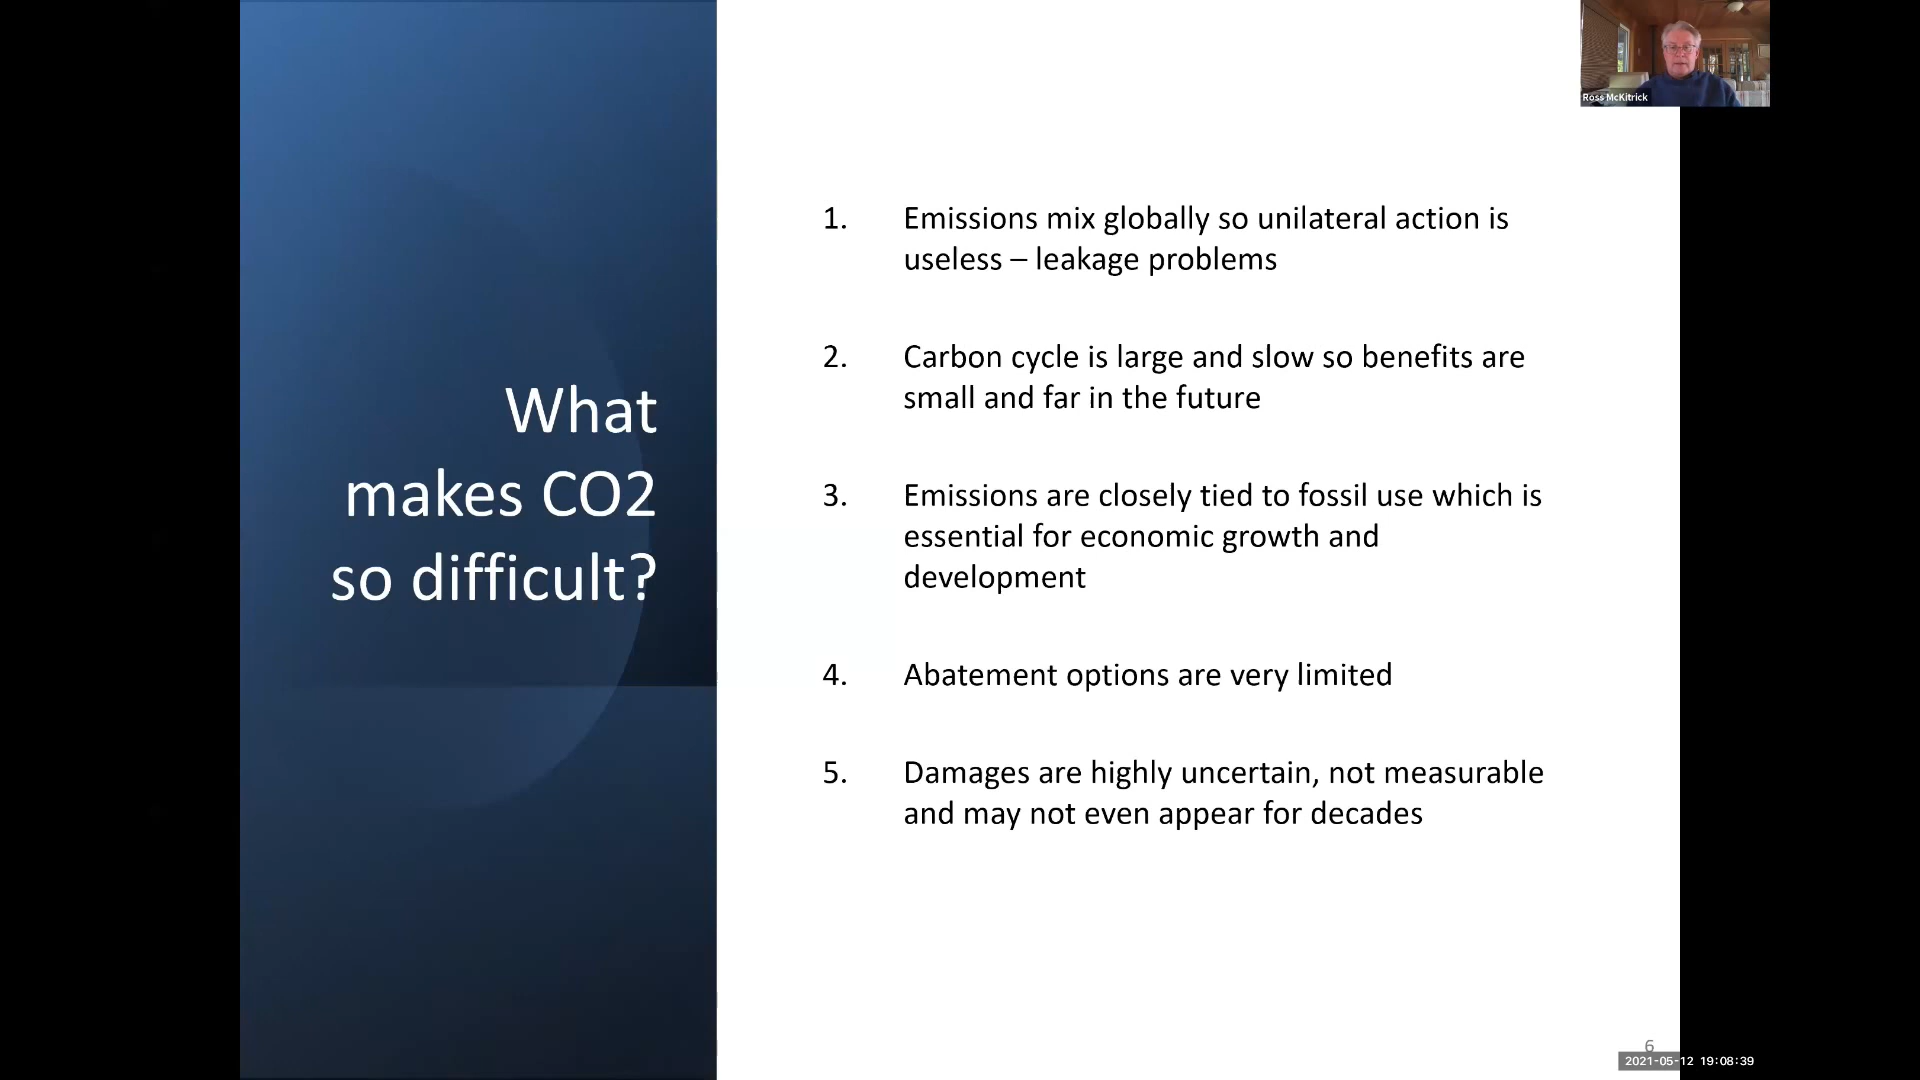 Ross McKitrick
What
makes CO2
so difficult?
1. Emissions mix globally so unilateral action is
useless – leakage problems
2. Carbon cycle is large and slow so benefits are
small and far in the future
3. Emissions are closely tied to fossil use which is
essential for economic growth and
development
4. Abatement options are very limited
5. Damages are highly uncertain, not measurable
and may not even appear for decades
6
2021-05-12 19:08:39